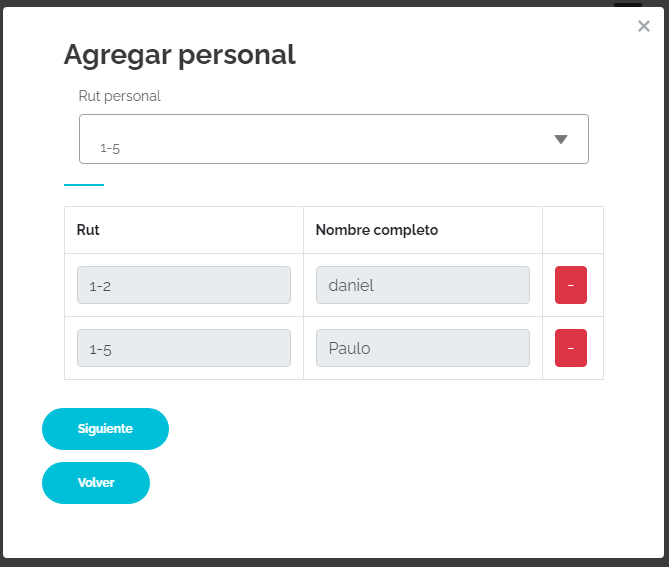 ×
Agregar personal
Rut personal
1-5
Rut Nombre completo
1-2 daniel -
1-5 Paulo -
Siguiente
Volver